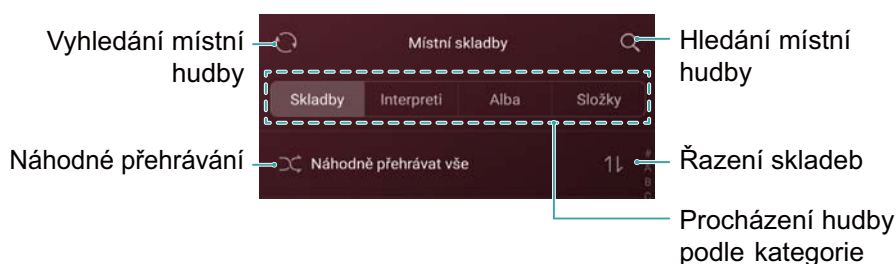 Vyhledání místní
hudby
Místní skladby
Hledání místní
hudby
Skladby Interpreti Alba Složky
Náhodné přehrávání
Náhodně přehrávat vše
Řazení skladeb
#
A
B
C
Procházení hudby
podle kategorie